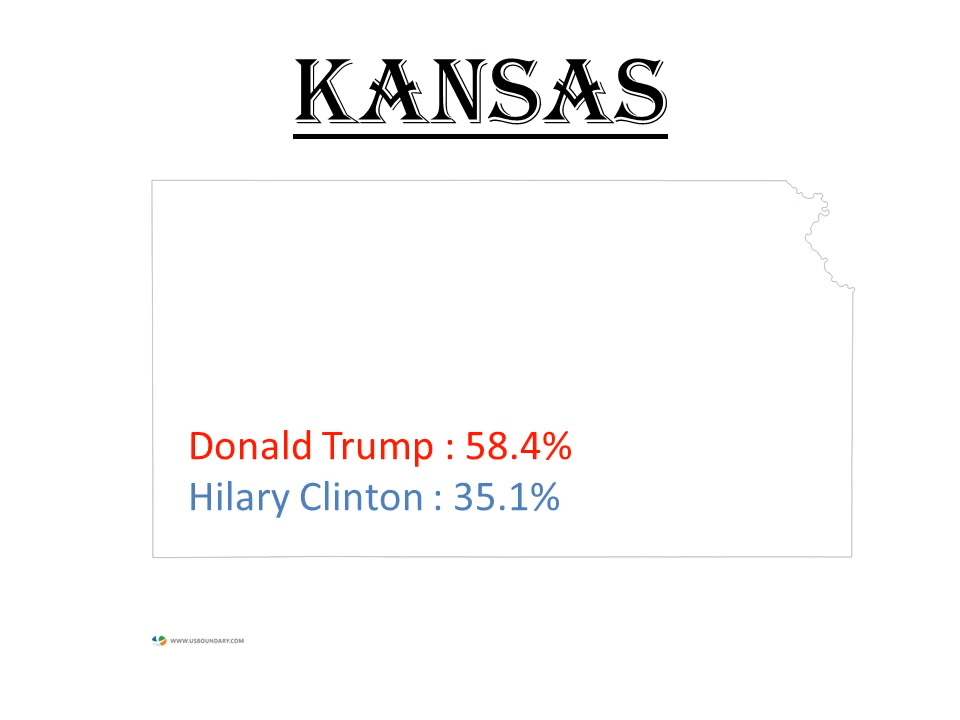 KANSAS
Donald Trump : 58.4%
Hilary Clinton : 35.1%
WWW.USBOUNDARY.COM